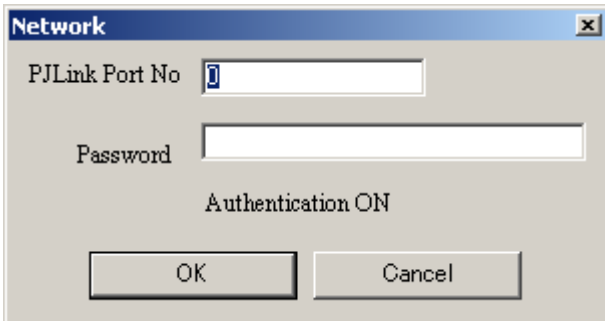 Network
PJLink Port No 0
Password
Authentication ON
OK Cancel